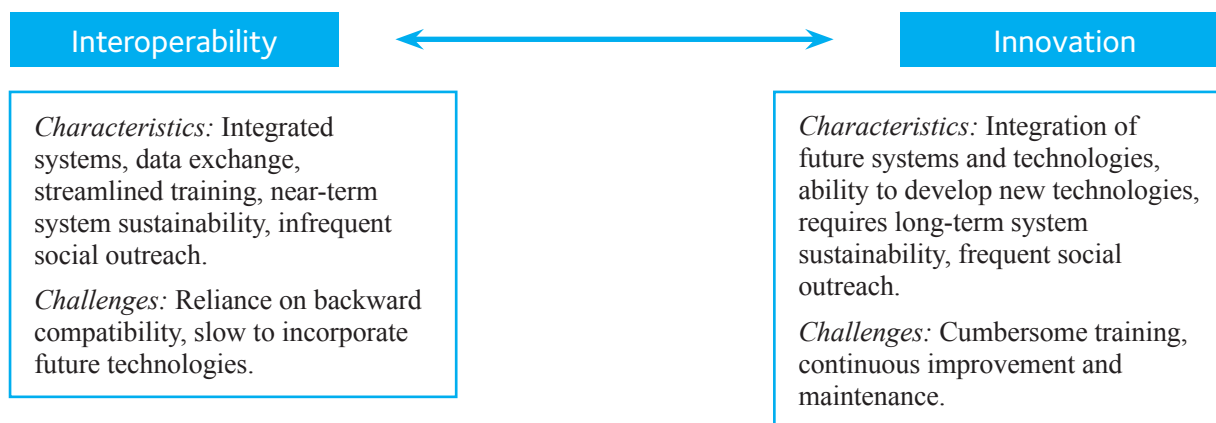 Interoperability
Innovation
Characteristics: Integrated
systems, data exchange,
streamlined training, near-term
system sustainability, infrequent
social outreach.
Challenges: Reliance on backward
compatibility, slow to incorporate
future technologies.
Characteristics: Integration of
future systems and technologies,
ability to develop new technologies,
requires long-term system
sustainability, frequent social
outreach.
Challenges: Cumbersome training,
continuous improvement and
maintenance.